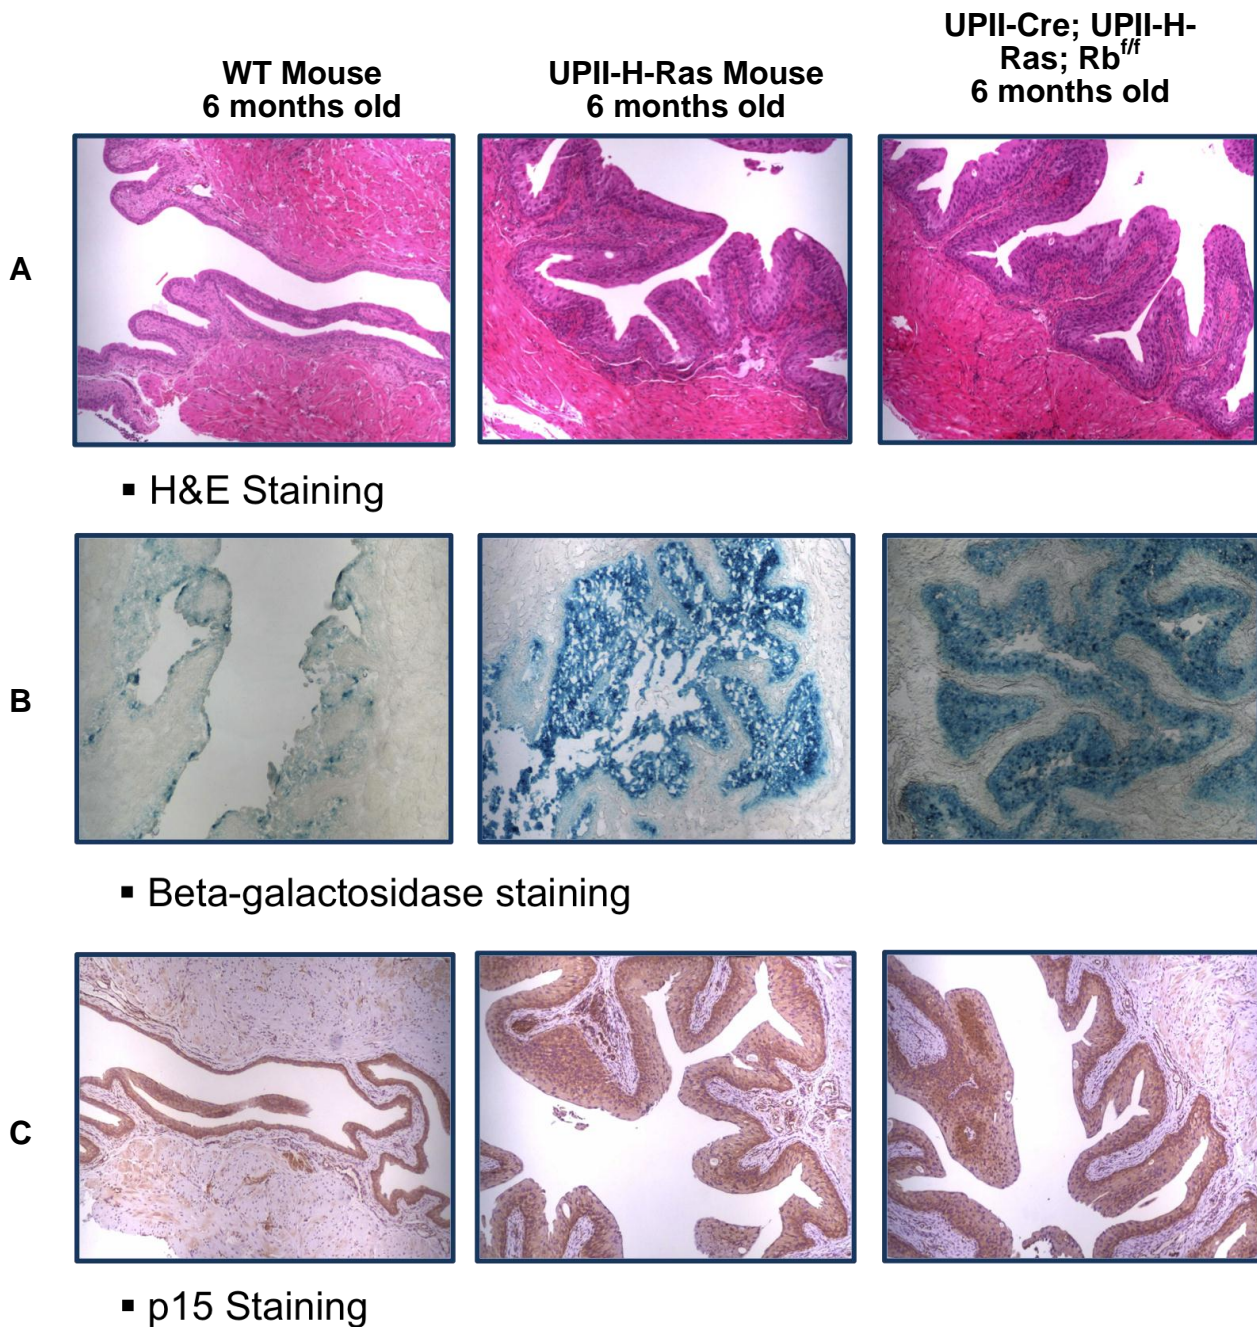 WT Mouse
6 months old
UPII-H-Ras Mouse
6 months old
UPII-Cre; UPII-H-
Ras; Rb^f/f
6 months old
A
▪ H&E Staining
B
▪ Beta-galactosidase staining
C
▪ p15 Staining